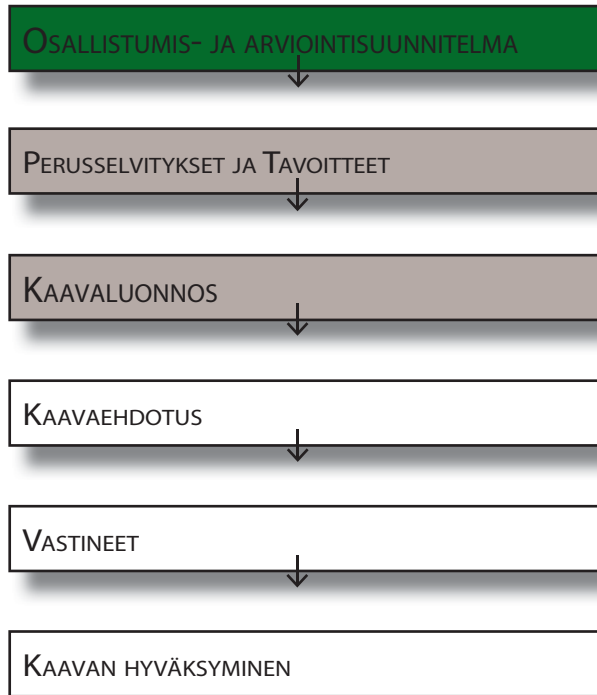 Osallistumis- ja arviointisuunnitelma
Perusselvitykset ja Tavoitteet
Kaavaluonnos
Kaavaehdotus
Vastineet
Kaavan hyväksyminen